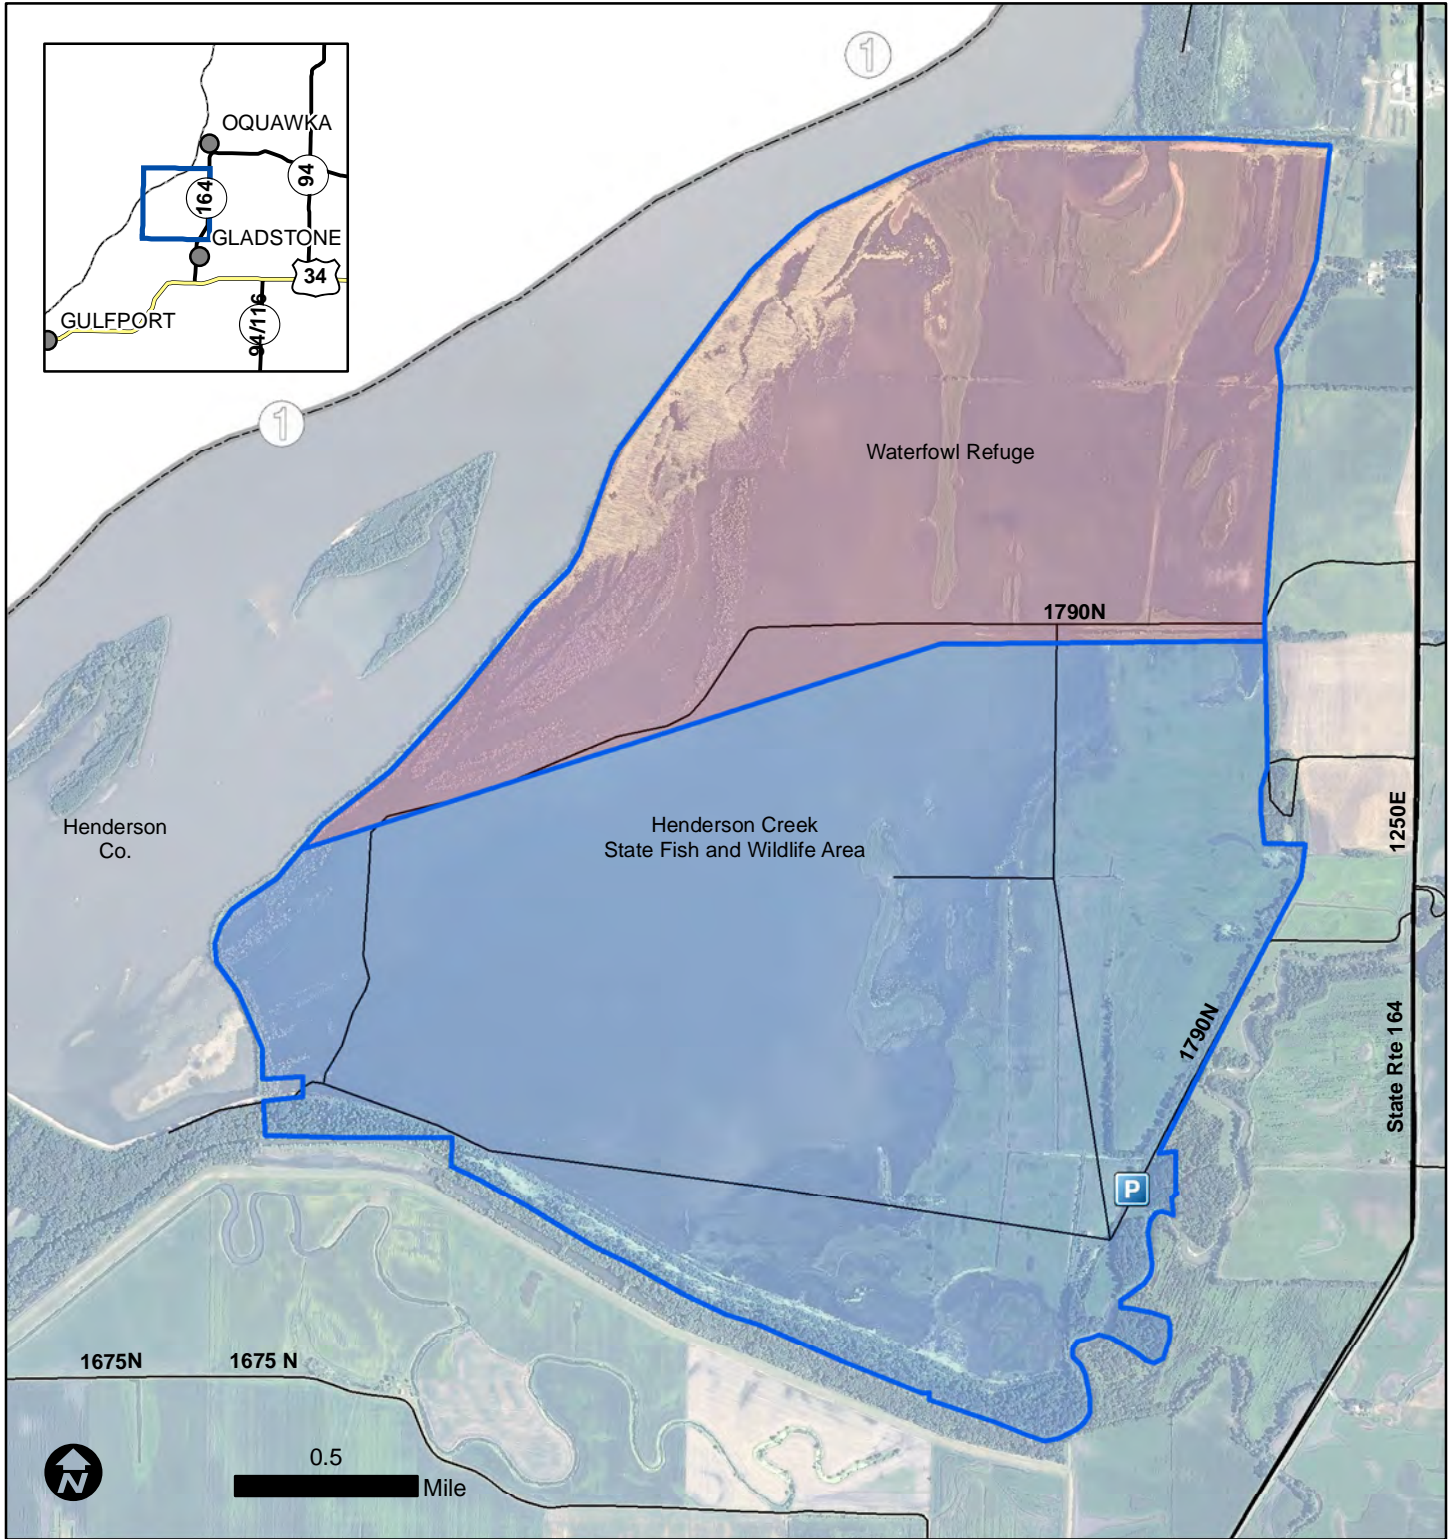 1
OQUAWKA
94
164
GLADSTONE
34
GULFPORT
94/116
1
Waterfowl Refuge
1790N
Henderson
Co.
Henderson Creek
State Fish and Wildlife Area
1250E
1790N
State Rte 164
P
1675N
1675 N
N
0.5
Mile